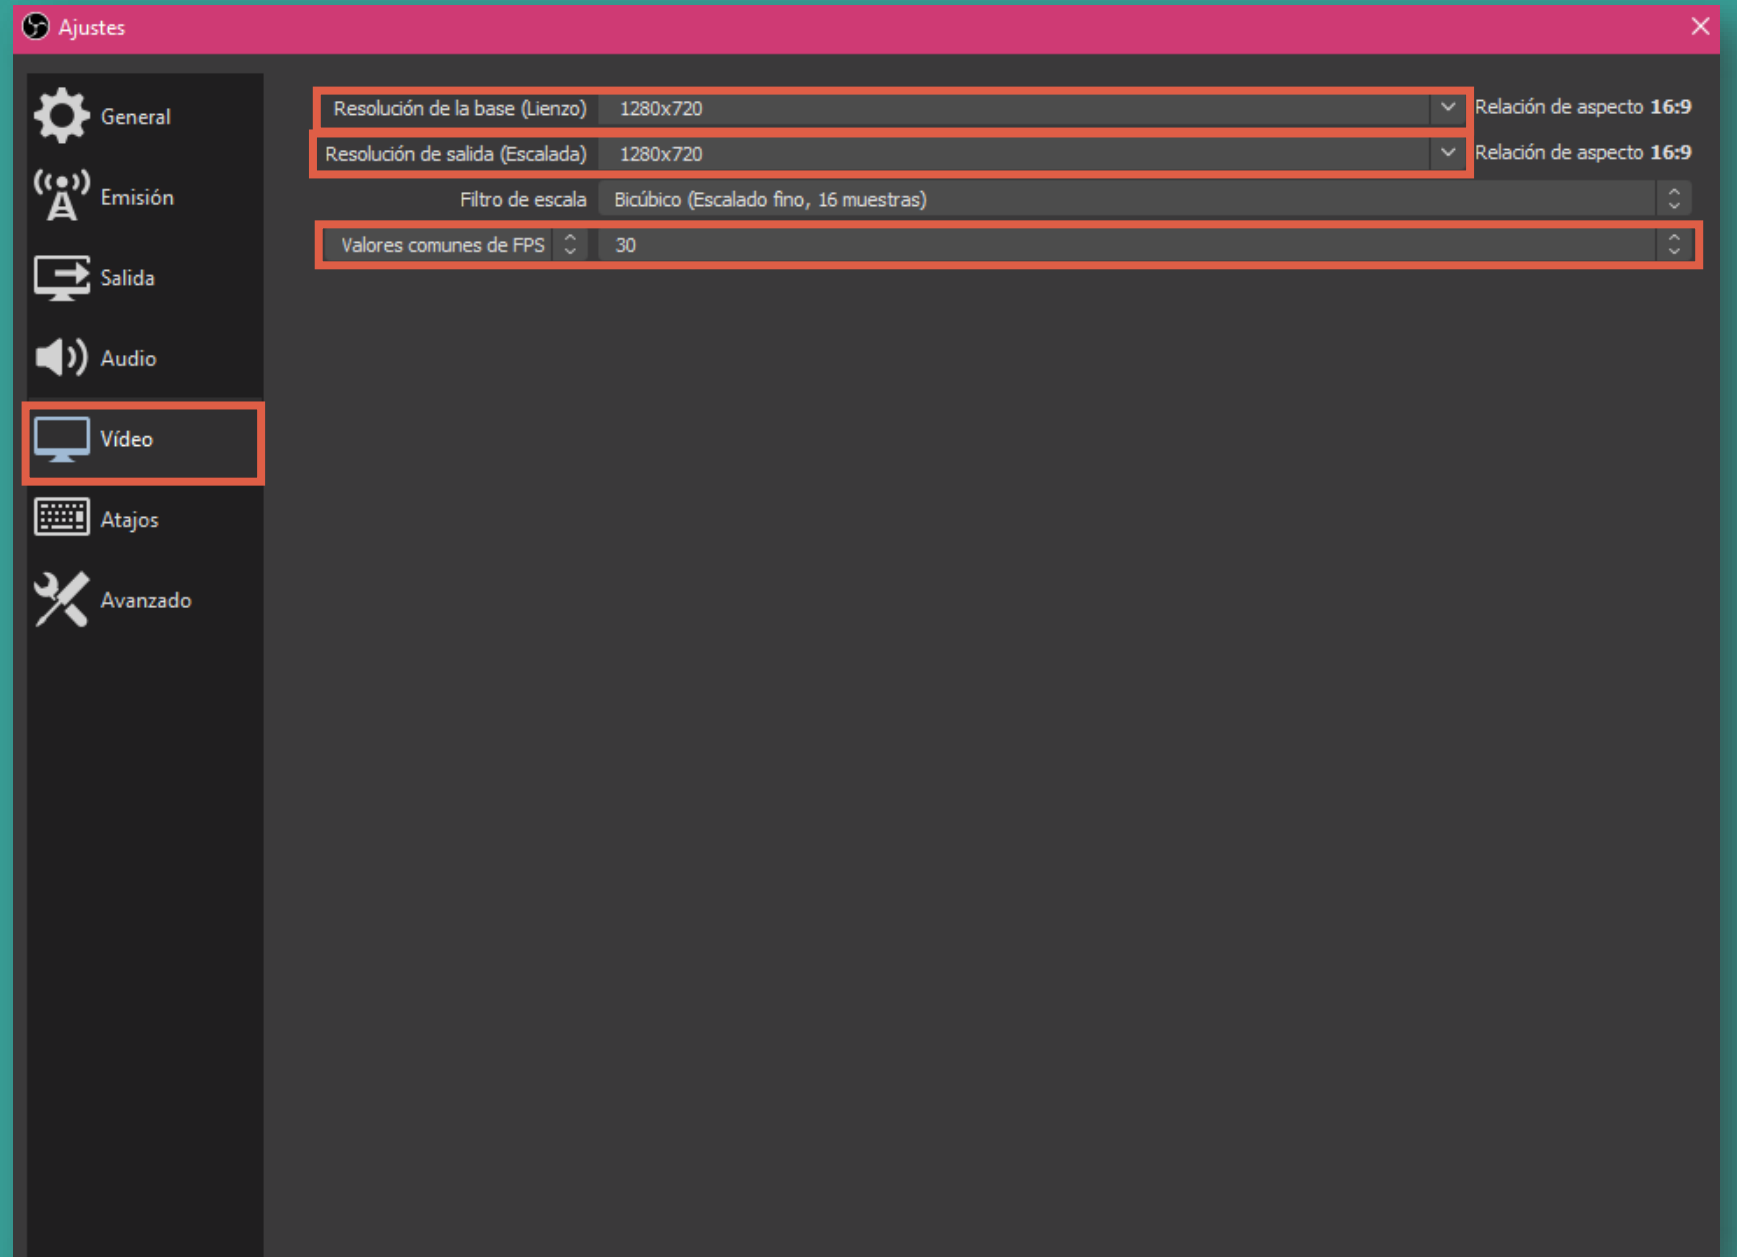 Ajustes
General
Emisión
Salida
Audio
Vídeo
Atajos
Avanzado
Resolución de la base (Lienzo) 1280x720 Relación de aspecto 16:9
Resolución de salida (Escalada) 1280x720 Relación de aspecto 16:9
Filtro de escala Bicúbico (Escalado fino, 16 muestras)
Valores comunes de FPS 30